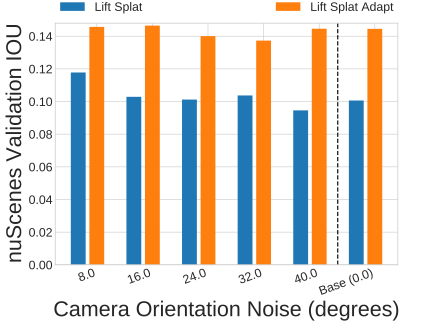 Lift Splat Lift Splat Adapt
nuScenes Validation IOU
0.14
0.12
0.10
0.08
0.06
0.04
0.02
0.00
8.0 16.0 24.0 32.0 40.0 Base (0.0)
Camera Orientation Noise (degrees)